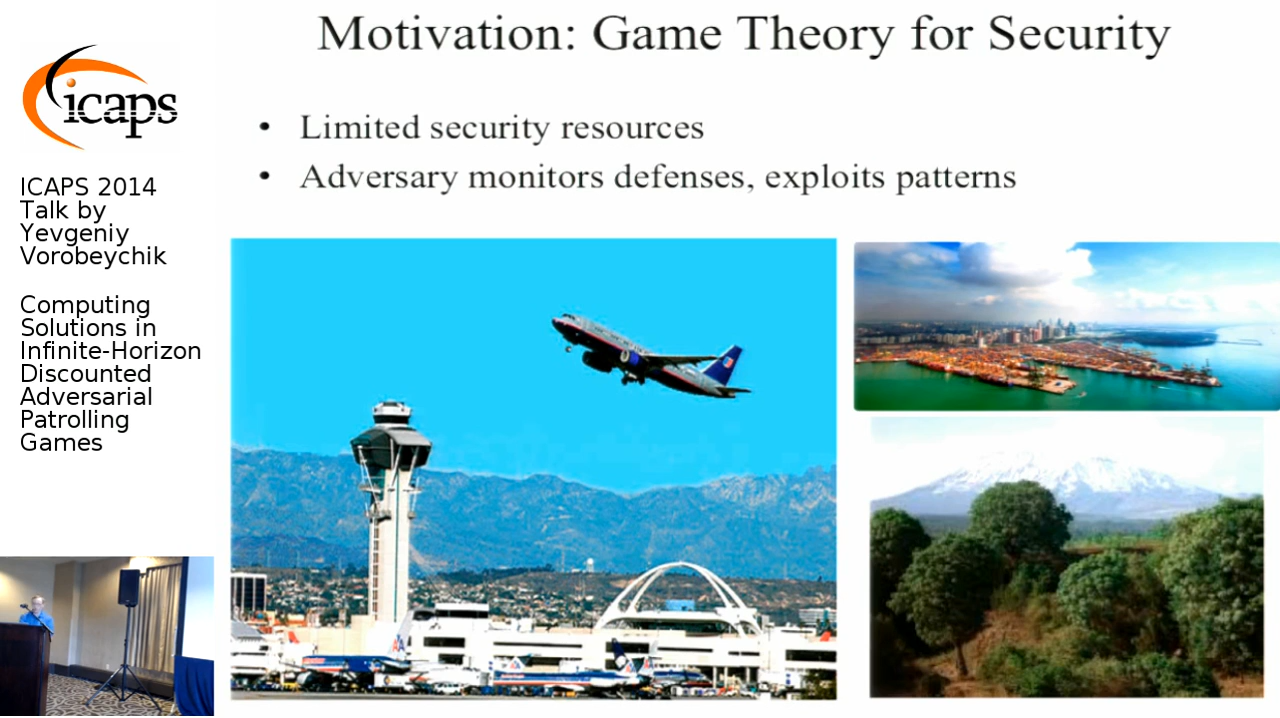 Motivation: Game Theory for Security
icaps
• Limited security resources
• Adversary monitors defenses, exploits patterns
ICAPS 2014
Talk by
Yevgeniy
Vorobeychik
Computing
Solutions in
Infinite-Horizon
Discounted
Adversarial
Patrolling
Games